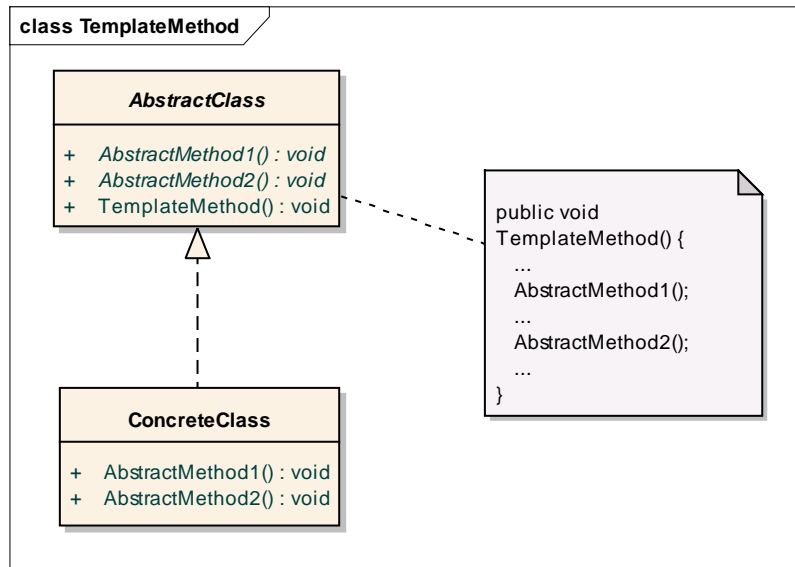 class TemplateMethod
AbstractClass
+ AbstractMethod1() : void
+ AbstractMethod2() : void
+ TemplateMethod() : void
public void
TemplateMethod() {
...
AbstractMethod1();
...
AbstractMethod2();
...
}
ConcreteClass
+ AbstractMethod1() : void
+ AbstractMethod2() : void